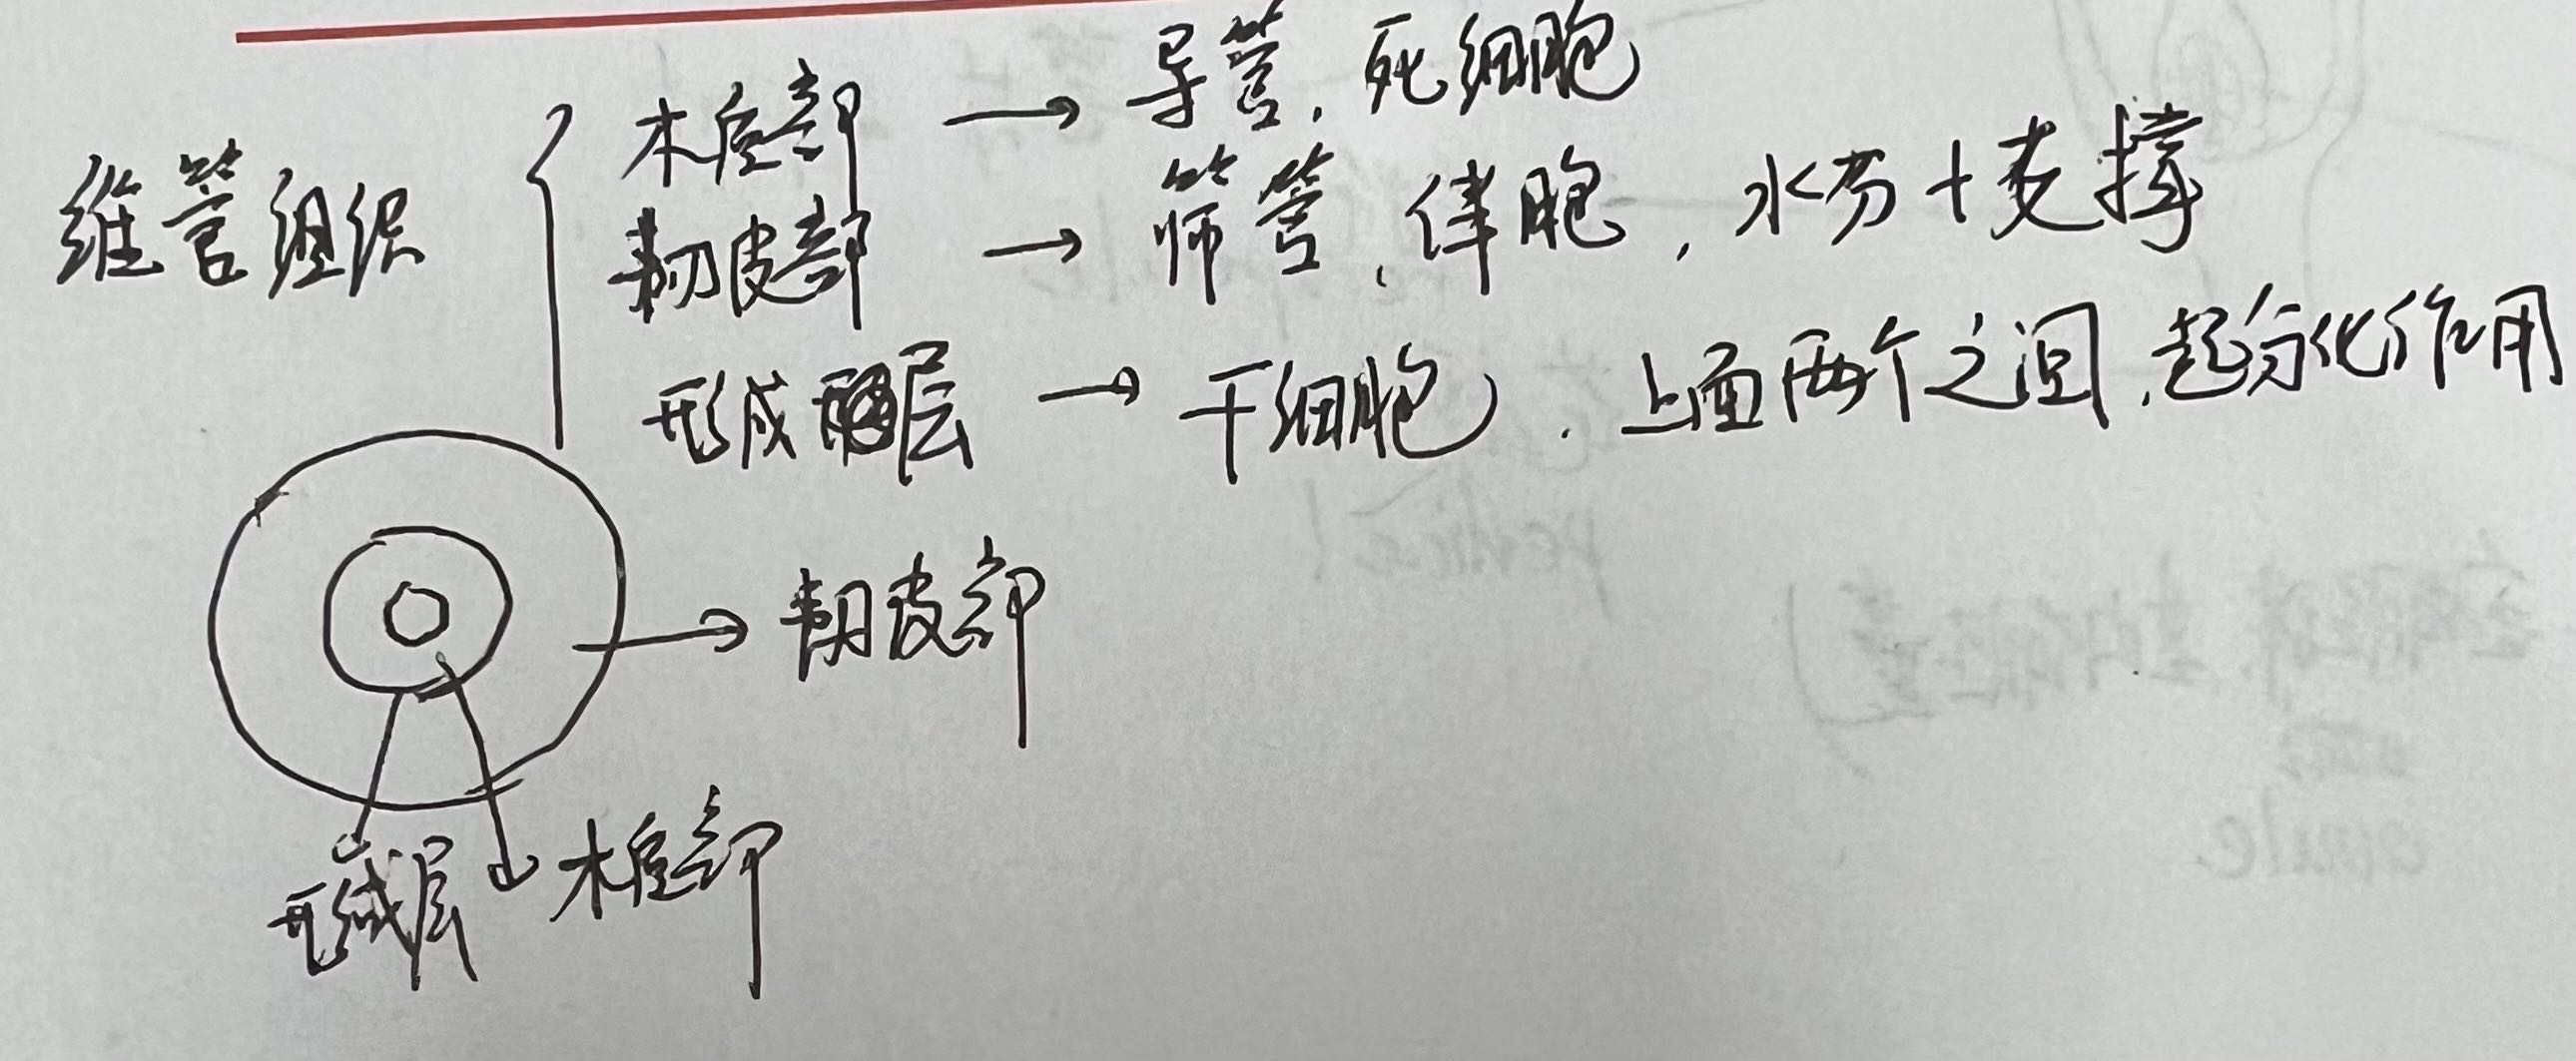 维管组织
木质部 → 导管, 死细胞
韧皮部 → 筛管, 伴胞, 水分+支撑
形成层 → 干细胞. 上面两个之间, 起分化作用
→ 韧皮部
形成层 木质部